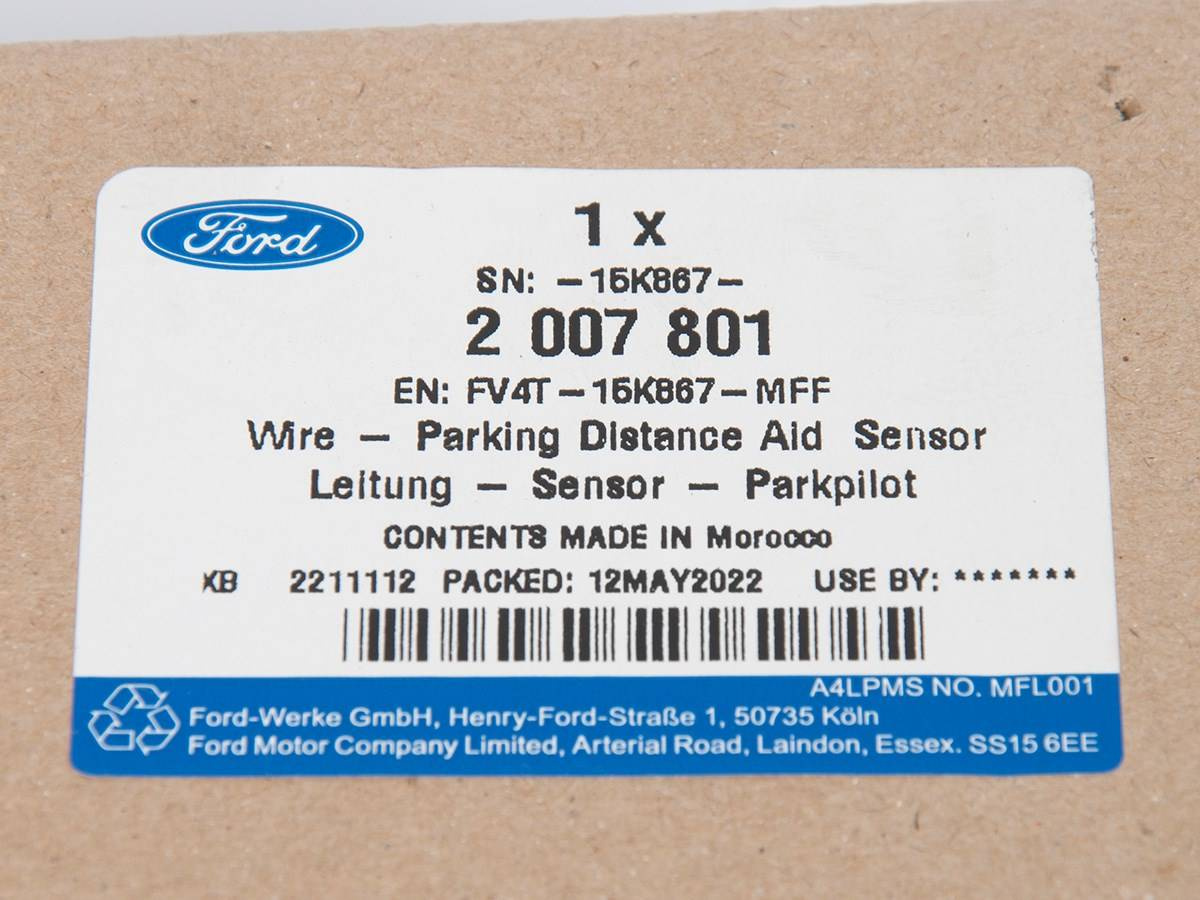 Ford
1 x
SN: -15K867-
2 007 801
EN: FV4T-15K867-MFF
Wire - Parking Distance Aid Sensor
Leitung - Sensor - Parkpilot
CONTENTS MADE IN Morocco
XB 2211112 PACKED: 12MAY2022 USE BY: *******
A4LPMS NO. MFL001
Ford-Werke GmbH, Henry-Ford-Straße 1, 50735 Köln
Ford Motor Company Limited, Arterial Road, Laindon, Essex. SS15 6EE